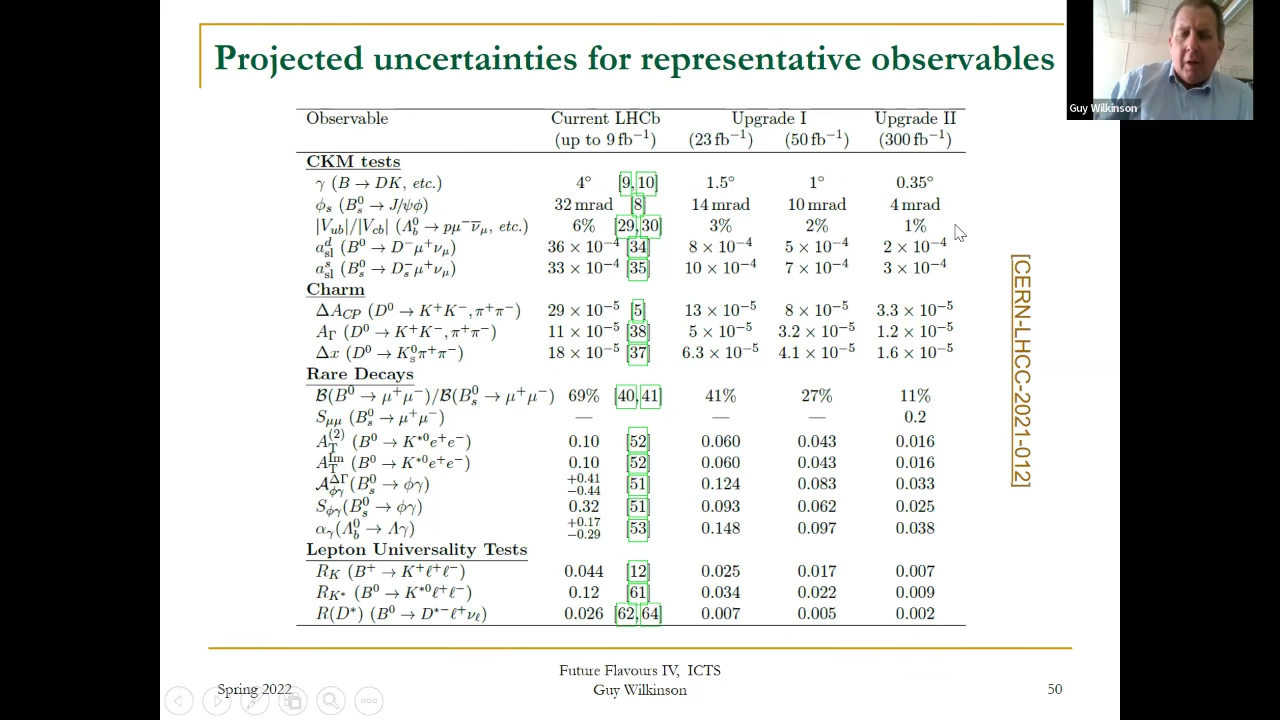 Projected uncertainties for representative observables
Guy Wilkinson
Observable Current LHCb Upgrade I Upgrade II
(up to 9 fb⁻¹) (23 fb⁻¹) (50 fb⁻¹) (300 fb⁻¹)
CKM tests
γ (B → DK, etc.) 4° [9, 10] 1.5° 1° 0.35°
ϕs (B⁰s → J/ψϕ) 32 mrad [8] 14 mrad 10 mrad 4 mrad
|Vub|/|Vcb| (Λ⁰b → pμ⁻ν̄μ, etc.) 6% [29, 30] 3% 2% 1%
a^d_sl (B⁰ → D⁻μ⁺νμ) 36 × 10⁻⁴ [34] 8 × 10⁻⁴ 5 × 10⁻⁴ 2 × 10⁻⁴
a^s_sl (B⁰s → D⁻sμ⁺νμ) 33 × 10⁻⁴ [35] 10 × 10⁻⁴ 7 × 10⁻⁴ 3 × 10⁻⁴
Charm
ΔA_CP (D⁰ → K⁺K⁻, π⁺π⁻) 29 × 10⁻⁵ [5] 13 × 10⁻⁵ 8 × 10⁻⁵ 3.3 × 10⁻⁵
A_Γ (D⁰ → K⁺K⁻, π⁺π⁻) 11 × 10⁻⁵ [38] 5 × 10⁻⁵ 3.2 × 10⁻⁵ 1.2 × 10⁻⁵
Δx (D⁰ → K⁰sπ⁺π⁻) 18 × 10⁻⁵ [37] 6.3 × 10⁻⁵ 4.1 × 10⁻⁵ 1.6 × 10⁻⁵
Rare Decays
B(B⁰ → μ⁺μ⁻)/B(B⁰s → μ⁺μ⁻) 69% [40, 41] 41% 27% 11%
Sμμ (B⁰s → μ⁺μ⁻) — — — 0.2
A_T^(2) (B⁰ → K*⁰e⁺e⁻) 0.10 [52] 0.060 0.043 0.016
A_T^Im (B⁰ → K*⁰e⁺e⁻) 0.10 [52] 0.060 0.043 0.016
A_ϕγ^ΔΓ (B⁰s → ϕγ) +0.41 −0.44 [51] 0.124 0.083 0.033
S_ϕγ (B⁰s → ϕγ) 0.32 [51] 0.093 0.062 0.025
αγ (Λ⁰b → Λγ) +0.17 −0.29 [53] 0.148 0.097 0.038
Lepton Universality Tests
R_K (B⁺ → K⁺ℓ⁺ℓ⁻) 0.044 [12] 0.025 0.017 0.007
R_K* (B⁰ → K*⁰ℓ⁺ℓ⁻) 0.12 [61] 0.034 0.022 0.009
R(D*) (B⁰ → D*⁻ℓ⁺νℓ) 0.026 [62, 64] 0.007 0.005 0.002
[CERN-LHCC-2021-012]
Future Flavours IV, ICTS
Spring 2022 Guy Wilkinson 50